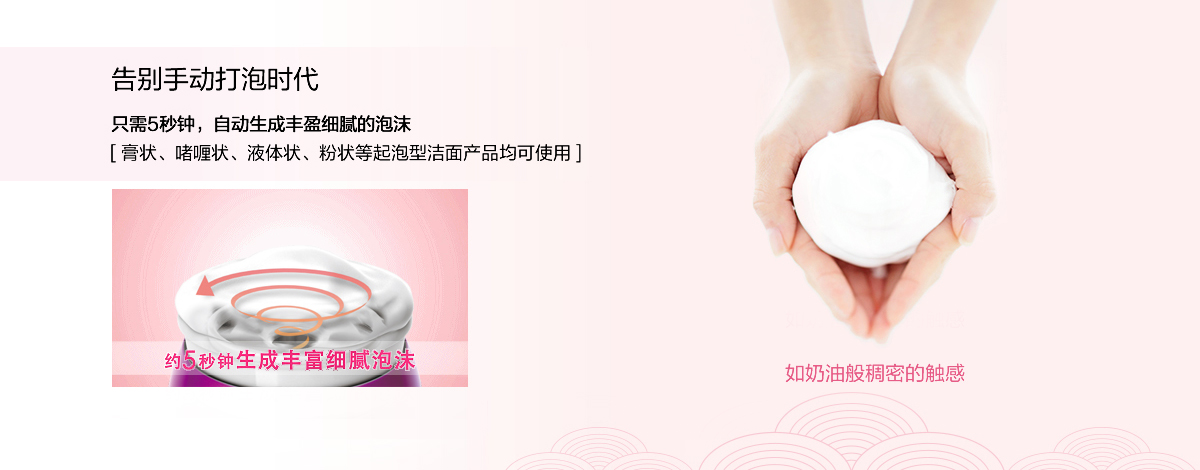 告别手动打泡时代
只需5秒钟，自动生成丰盈细腻的泡沫
[ 膏状、啫喱状、液体状、粉状等起泡型洁面产品均可使用 ]
约5秒钟生成丰富细腻泡沫
如奶油般稠密的触感